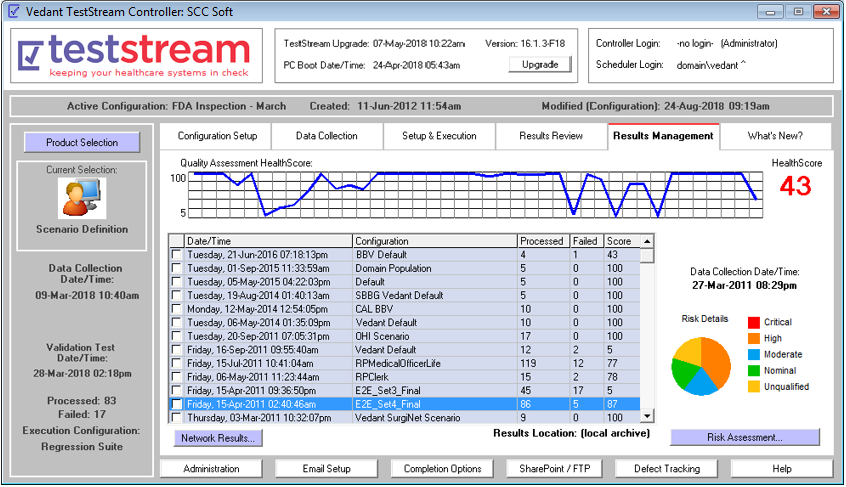 Vedant TestStream Controller: SCC Soft
teststream
keeping your healthcare systems in check
TestStream Upgrade: 07-May-2018 10:22am Version: 16.1.3-F18
PC Boot Date/Time: 24-Apr-2018 05:43am Upgrade
Controller Login: -no login- (Administrator)
Scheduler Login: domain\vedant ^
Active Configuration: FDA Inspection - March Created: 11-Jun-2012 11:54am Modified (Configuration): 24-Aug-2018 09:19am
Product Selection
Current Selection:
Scenario Definition
Data Collection
Date/Time:
09-Mar-2018 10:40am
Validation Test
Date/Time:
28-Mar-2018 02:18pm
Processed: 83
Failed: 17
Execution Configuration:
Regression Suite
Configuration Setup Data Collection Setup & Execution Results Review Results Management What's New?
Quality Assessment HealthScore:
100
5
HealthScore
43
Date/Time Configuration Processed Failed Score
Tuesday, 21-Jun-2016 07:18:13pm BBV Default 4 1 43
Tuesday, 01-Sep-2015 11:33:59am Domain Population 5 0 100
Tuesday, 05-May-2015 04:22:03pm Default 5 0 100
Tuesday, 19-Aug-2014 01:40:13am SBBG Vedant Default 5 0 100
Monday, 12-May-2014 12:54:05pm CAL BBV 10 0 100
Tuesday, 06-May-2014 01:35:09pm Vedant Default 10 0 100
Tuesday, 20-Sep-2011 07:05:31pm OHI Scenario 17 0 100
Friday, 16-Sep-2011 09:55:40am Vedant Default 12 2 5
Friday, 15-Jul-2011 10:41:04am RPMedicalOfficerLife 119 12 77
Friday, 06-May-2011 11:23:44am RPClerk 15 2 78
Friday, 15-Apr-2011 09:36:50pm E2E_Set3_Final 45 17 5
Friday, 15-Apr-2011 02:40:46am E2E_Set4_Final 86 5 87
Thursday, 03-Mar-2011 10:32:07pm Vedant SurgiNet Scenario 9 0 100
Network Results... Results Location: (local archive)
Data Collection Date/Time:
27-Mar-2011 08:29pm
Risk Details
Critical
High
Moderate
Nominal
Unqualified
Risk Assessment...
Administration Email Setup Completion Options SharePoint / FTP Defect Tracking Help